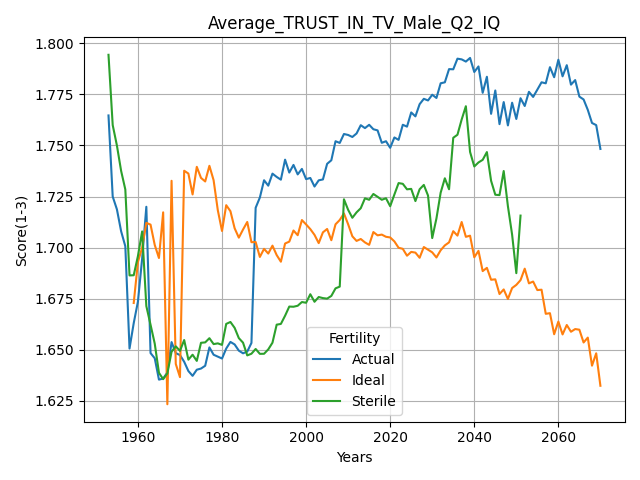 Average_TRUST_IN_TV_Male_Q2_IQ
Score(1-3)
1.800
1.775
1.750
1.725
1.700
1.675
1.650
1.625
Fertility
Actual
Ideal
Sterile
1960
1980
2000
2020
2040
2060
Years